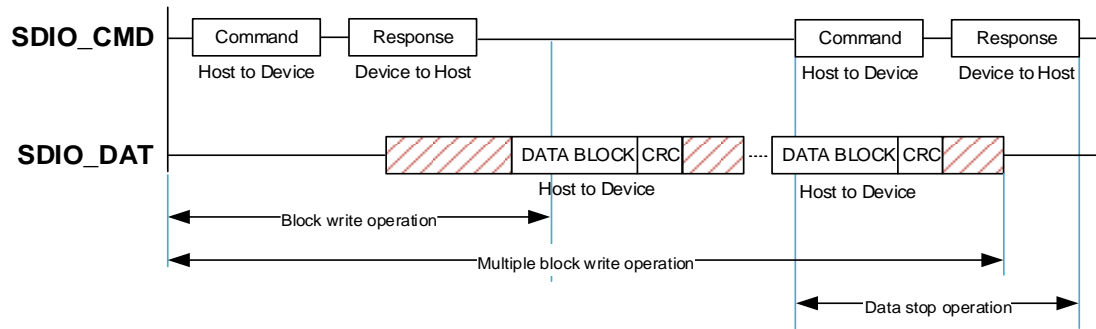 SDIO_CMD
Command
Response
Command
Response
Host to Device
Device to Host
Host to Device
Device to Host
SDIO_DAT
DATA BLOCK
CRC
DATA BLOCK
CRC
Host to Device
Host to Device
Block write operation
Multiple block write operation
Data stop operation